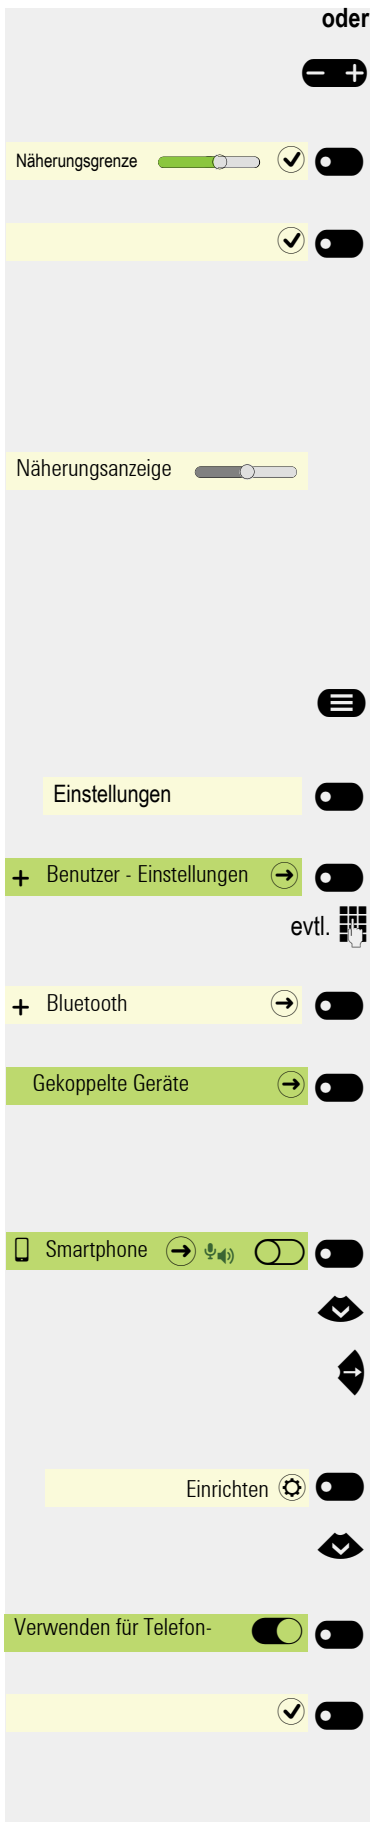 oder
Näherungsgrenze
Näherungsanzeige
Einstellungen
+ Benutzer - Einstellungen
evtl.
+ Bluetooth
Gekoppelte Geräte
Smartphone
Einrichten
Verwenden für Telefon-